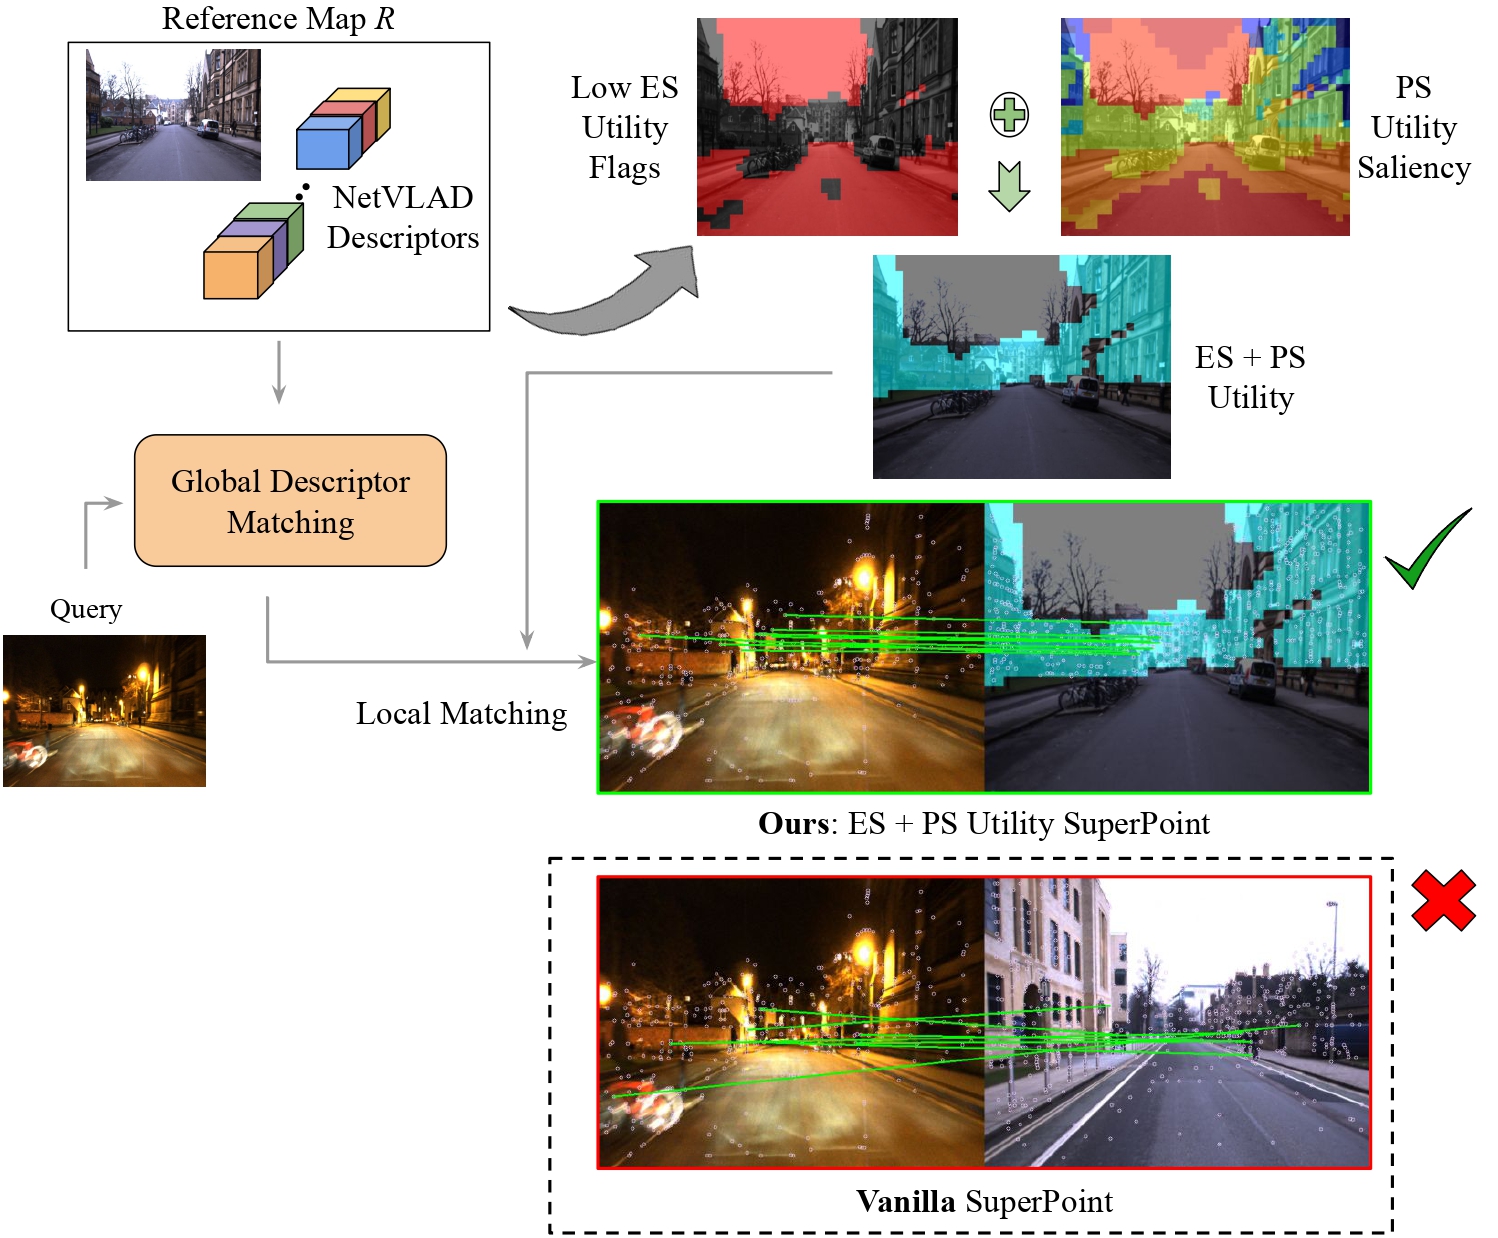 Reference Map R
NetVLAD
Descriptors
Low ES
Utility
Flags
PS
Utility
Saliency
ES + PS
Utility
Global Descriptor
Matching
Query
Local Matching
Ours: ES + PS Utility SuperPoint
Vanilla SuperPoint